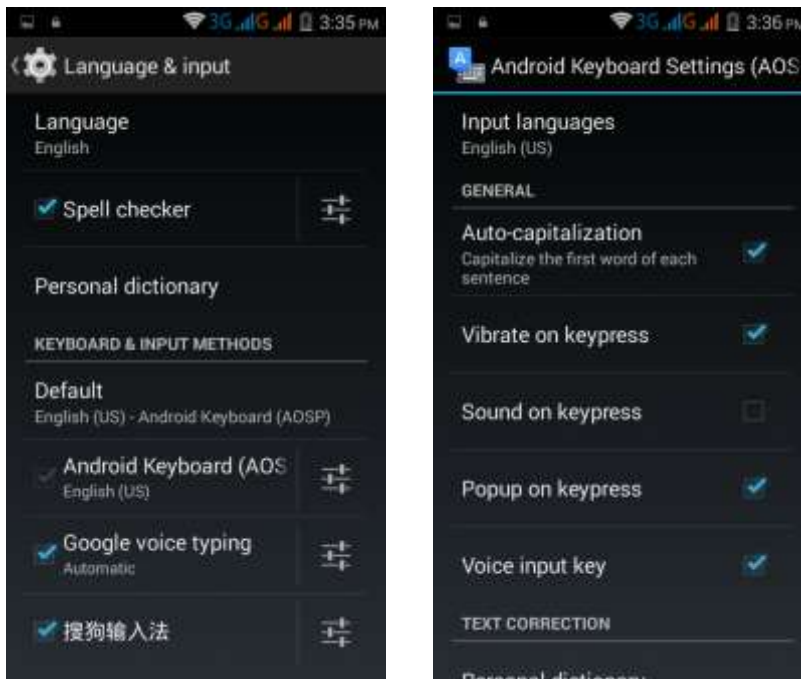 3G G 3:35 PM
Language & input
Language
English
Spell checker
Personal dictionary
KEYBOARD & INPUT METHODS
Default
English (US) - Android Keyboard (AOSP)
Android Keyboard (AOS
English (US)
Google voice typing
Automatic
搜狗输入法
3G G 3:36 PM
Android Keyboard Settings (AOS
Input languages
English (US)
GENERAL
Auto-capitalization
Capitalize the first word of each
sentence
Vibrate on keypress
Sound on keypress
Popup on keypress
Voice input key
TEXT CORRECTION
Personal dictionary